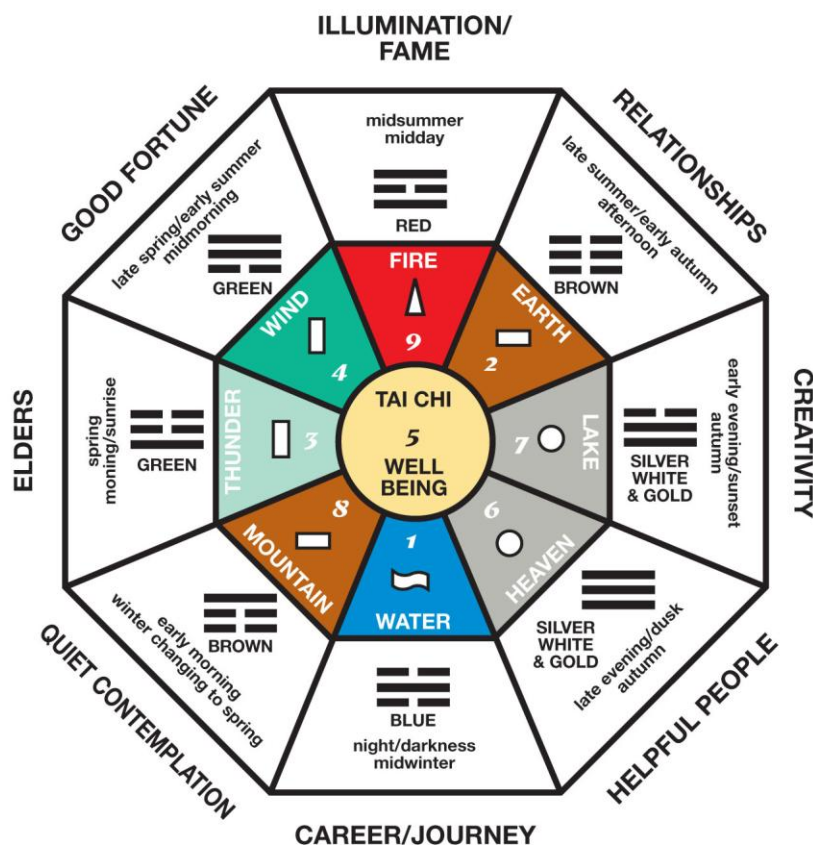 ILLUMINATION/
FAME
midsummer
midday
RED
FIRE
9
RELATIONSHIPS
late summer/early autumn
afternoon
BROWN
EARTH
2
CREATIVITY
early evening/sunset
autumn
SILVER
WHITE
& GOLD
LAKE
7
HELPFUL PEOPLE
late evening/dusk
autumn
SILVER
WHITE
& GOLD
HEAVEN
6
CAREER/JOURNEY
night/darkness
midwinter
BLUE
WATER
1
QUIET CONTEMPLATION
early morning
winter changing to spring
BROWN
MOUNTAIN
8
ELDERS
spring
moning/sunrise
GREEN
THUNDER
3
GOOD FORTUNE
late spring/early summer
midmorning
GREEN
WIND
4
TAI CHI
5
WELL
BEING